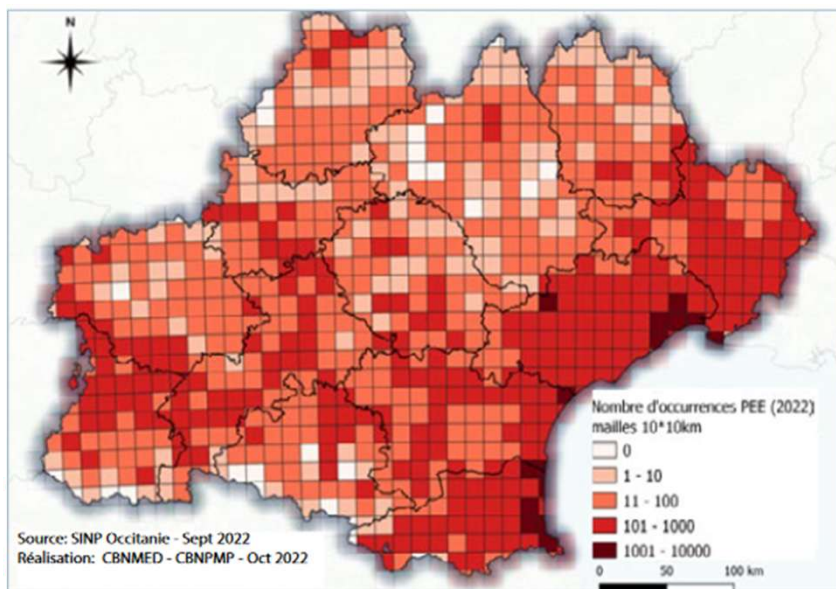 N
Nombre d'occurrences PEE (2022)
mailles 10*10km
0
1 - 10
11 - 100
101 - 1000
1001 - 10000
0 50 100 km
Source: SINP Occitanie - Sept 2022
Réalisation: CBNMED - CBNPMP - Oct 2022